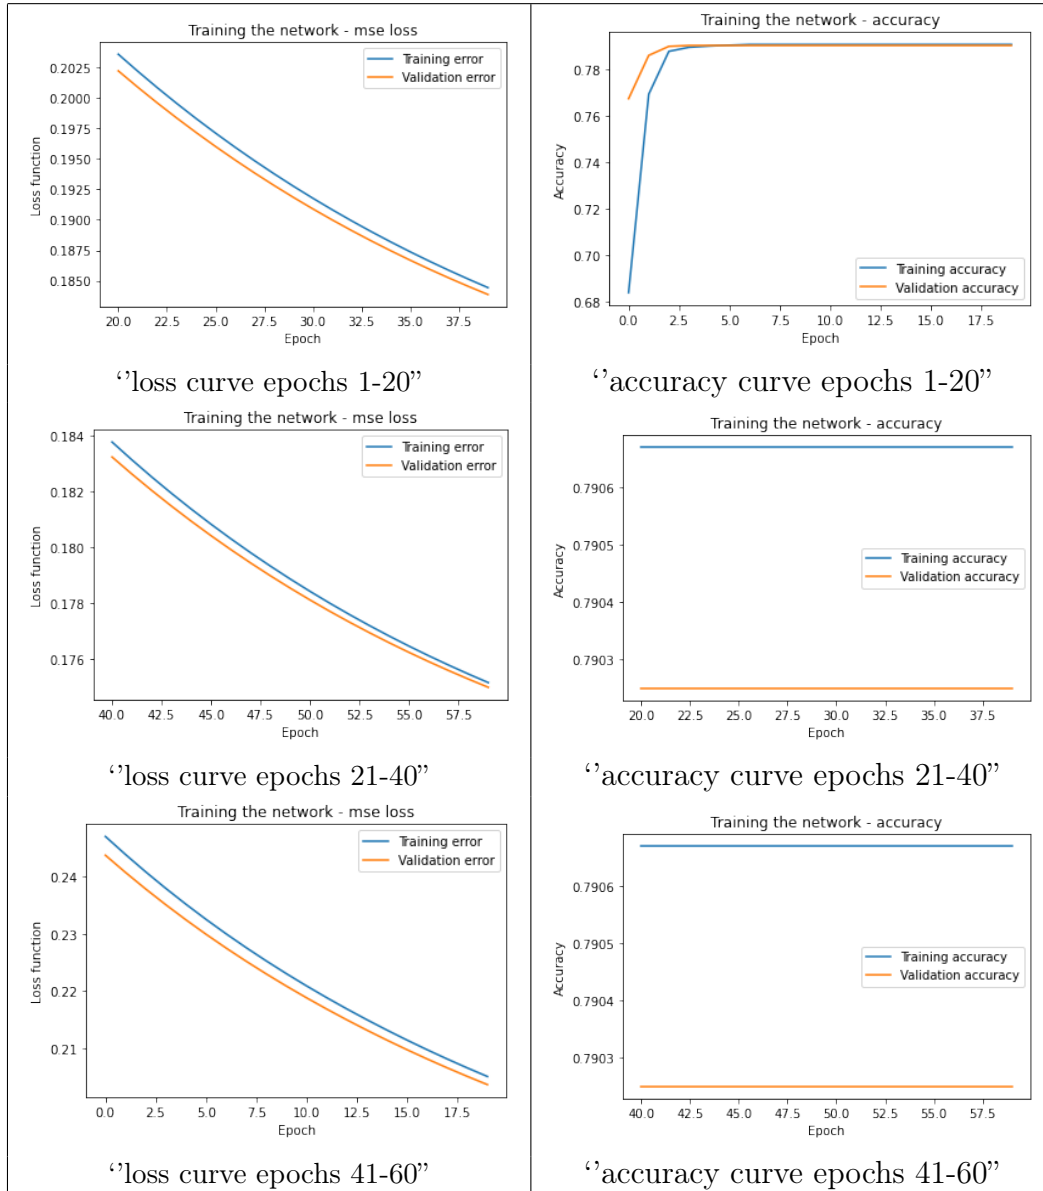 Training the network - mse loss
Training error
Validation error
0.2025
0.2000
0.1975
0.1950
0.1925
0.1900
0.1875
0.1850
Loss function
20.0 22.5 25.0 27.5 30.0 32.5 35.0 37.5
Epoch
‘’loss curve epochs 1-20”
Training the network - accuracy
0.78
0.76
0.74
0.72
0.70
0.68
Accuracy
Training accuracy
Validation accuracy
0.0 2.5 5.0 7.5 10.0 12.5 15.0 17.5
Epoch
‘’accuracy curve epochs 1-20”
Training the network - mse loss
Training error
Validation error
0.184
0.182
0.180
0.178
0.176
Loss function
40.0 42.5 45.0 47.5 50.0 52.5 55.0 57.5
Epoch
‘’loss curve epochs 21-40”
Training the network - accuracy
0.7906
0.7905
0.7904
0.7903
Accuracy
Training accuracy
Validation accuracy
20.0 22.5 25.0 27.5 30.0 32.5 35.0 37.5
Epoch
‘’accuracy curve epochs 21-40”
Training the network - mse loss
Training error
Validation error
0.24
0.23
0.22
0.21
Loss function
0.0 2.5 5.0 7.5 10.0 12.5 15.0 17.5
Epoch
‘’loss curve epochs 41-60”
Training the network - accuracy
0.7906
0.7905
0.7904
0.7903
Accuracy
Training accuracy
Validation accuracy
40.0 42.5 45.0 47.5 50.0 52.5 55.0 57.5
Epoch
‘’accuracy curve epochs 41-60”